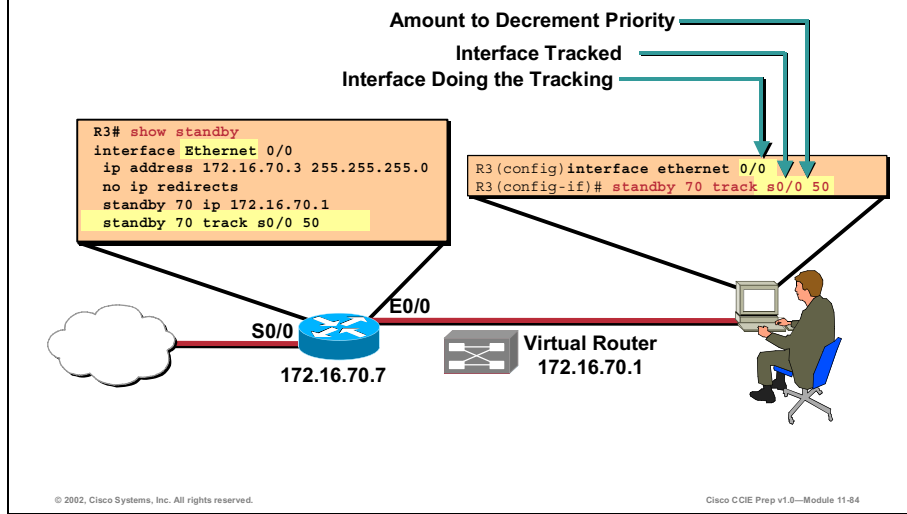 Amount to Decrement Priority
Interface Tracked
Interface Doing the Tracking
R3# show standby
interface Ethernet 0/0
ip address 172.16.70.3 255.255.255.0
no ip redirects
standby 70 ip 172.16.70.1
standby 70 track s0/0 50
R3(config)interface ethernet 0/0
R3(config-if)# standby 70 track s0/0 50
E0/0
S0/0
172.16.70.7
Virtual Router
172.16.70.1
© 2002, Cisco Systems, Inc. All rights reserved.
Cisco CCIE Prep v1.0—Module 11-84